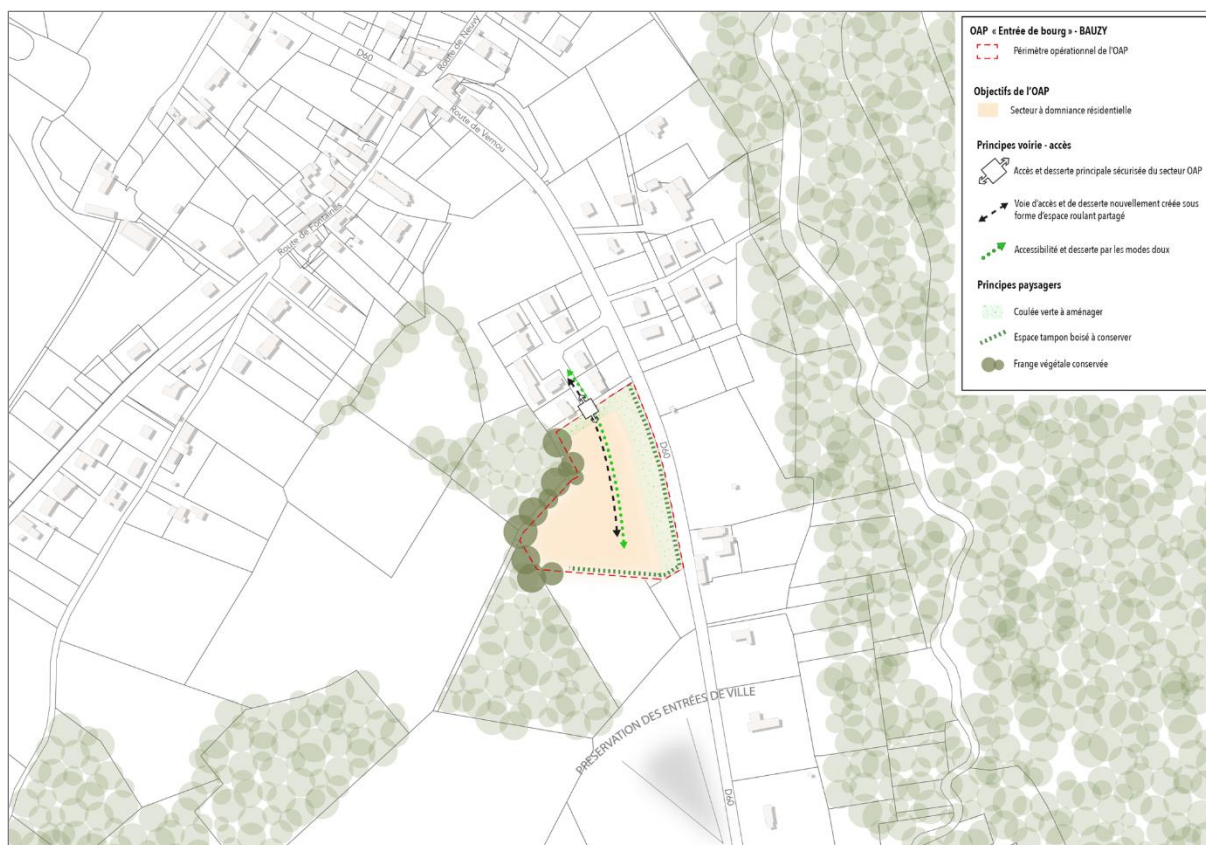 OAP « Entrée de bourg » - BAUZY
Périmètre opérationnel de l'OAP
Objectifs de l'OAP
Secteur à domniance résidentielle
Principes voirie - accès
Accès et desserte principale sécurisée du secteur OAP
Voie d'accès et de desserte nouvellement créée sous
forme d'espace roulant partagé
Accessibilité et desserte par les modes doux
Principes paysagers
Coulée verte à aménager
Espace tampon boisé à conserver
Frange végétale conservée
D60
Route de Neuvy
Route de Vernou
Route de Fontaines
D60
PRÉSERVATION DES ENTRÉES DE VILLE
D60